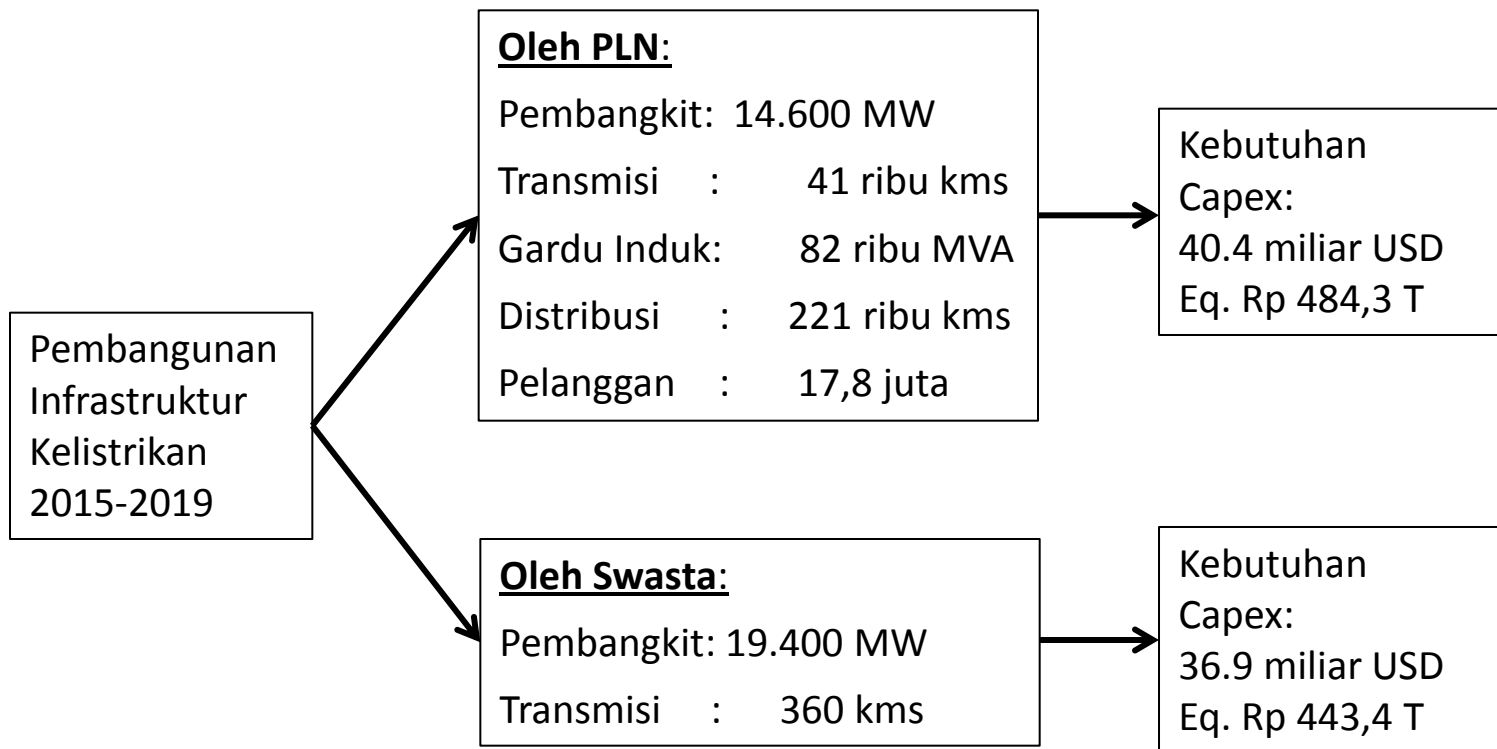 Pembangunan
Infrastruktur
Kelistrikan
2015-2019
Oleh PLN:
Pembangkit: 14.600 MW
Transmisi : 41 ribu kms
Gardu Induk: 82 ribu MVA
Distribusi : 221 ribu kms
Pelanggan : 17,8 juta
Kebutuhan
Capex:
40.4 miliar USD
Eq. Rp 484,3 T
Oleh Swasta:
Pembangkit: 19.400 MW
Transmisi : 360 kms
Kebutuhan
Capex:
36.9 miliar USD
Eq. Rp 443,4 T